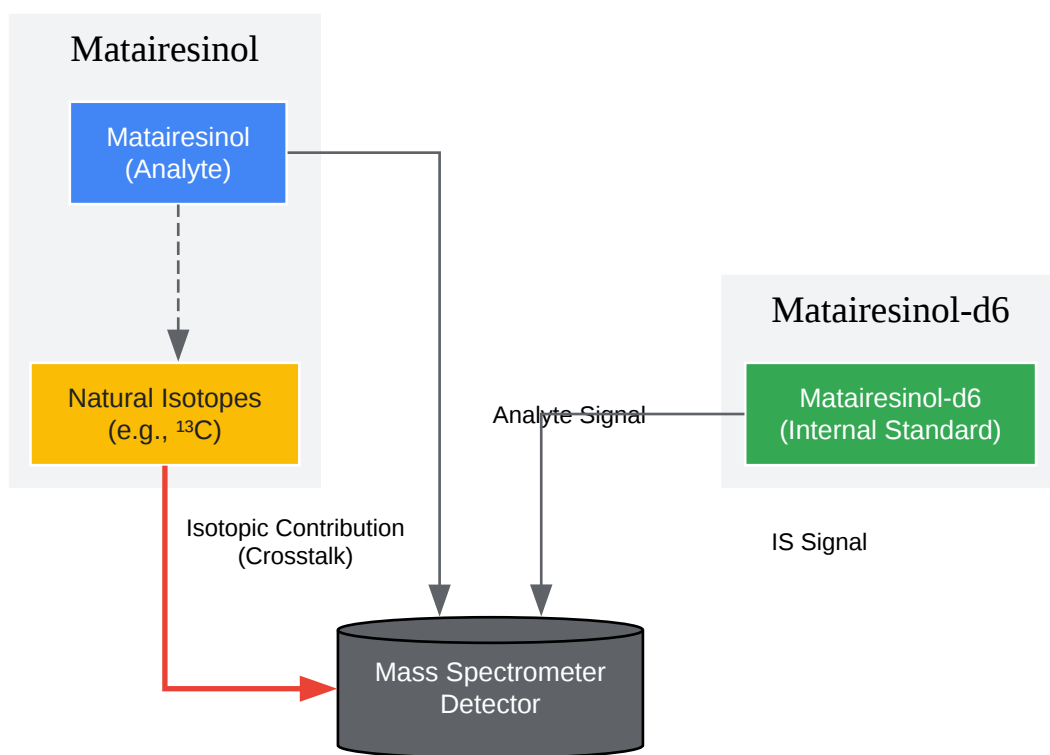 Matairesinol
Matairesinol
(Analyte)
Matairesinol-d6
Natural Isotopes
(e.g., ¹³C)
Analyte Signal
Matairesinol-d6
(Internal Standard)
Isotopic Contribution
(Crosstalk)
IS Signal
Mass Spectrometer
Detector